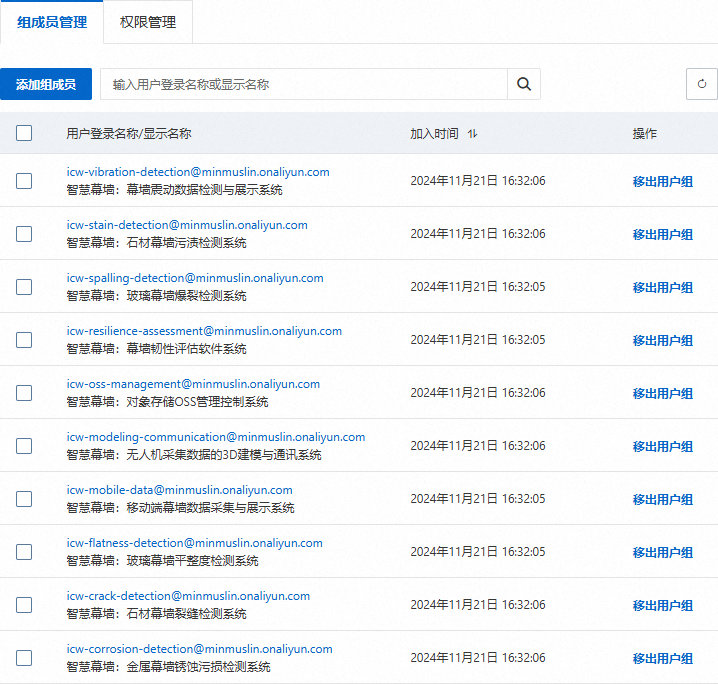 组成员管理 权限管理
添加组成员 输入用户登录名称或显示名称
用户登录名称/显示名称 加入时间 操作
icw-vibration-detection@minmuslin.onaliyun.com
智慧幕墙：幕墙震动数据检测与展示系统
2024年11月21日 16:32:06 移出用户组
icw-stain-detection@minmuslin.onaliyun.com
智慧幕墙：石材幕墙污渍检测系统
2024年11月21日 16:32:06 移出用户组
icw-spalling-detection@minmuslin.onaliyun.com
智慧幕墙：玻璃幕墙爆裂检测系统
2024年11月21日 16:32:05 移出用户组
icw-resilience-assessment@minmuslin.onaliyun.com
智慧幕墙：幕墙韧性评估软件系统
2024年11月21日 16:32:05 移出用户组
icw-oss-management@minmuslin.onaliyun.com
智慧幕墙：对象存储OSS管理控制系统
2024年11月21日 16:32:05 移出用户组
icw-modeling-communication@minmuslin.onaliyun.com
智慧幕墙：无人机采集数据的3D建模与通讯系统
2024年11月21日 16:32:06 移出用户组
icw-mobile-data@minmuslin.onaliyun.com
智慧幕墙：移动端幕墙数据采集与展示系统
2024年11月21日 16:32:05 移出用户组
icw-flatness-detection@minmuslin.onaliyun.com
智慧幕墙：玻璃幕墙平整度检测系统
2024年11月21日 16:32:05 移出用户组
icw-crack-detection@minmuslin.onaliyun.com
智慧幕墙：石材幕墙裂缝检测系统
2024年11月21日 16:32:06 移出用户组
icw-corrosion-detection@minmuslin.onaliyun.com
智慧幕墙：金属幕墙锈蚀污损检测系统
2024年11月21日 16:32:06 移出用户组